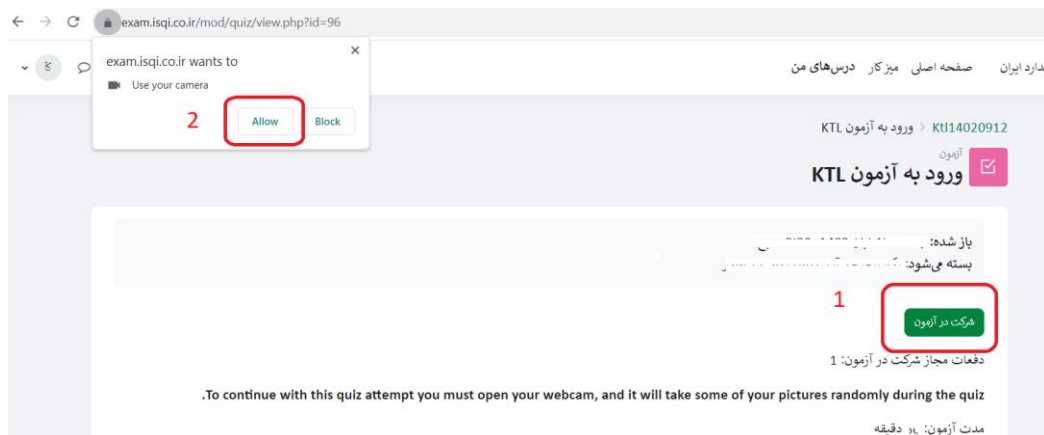 exam.isqi.co.ir/mod/quiz/view.php?id=96
دارد ایران صفحه اصلی میز کار درس‌های من
exam.isqi.co.ir wants to
Use your camera
2
Allow Block
Ktl14020912 ورود به آزمون KTL
آزمون
ورود به آزمون KTL
باز شده:
بسته می‌شود:
1
شرکت در آزمون
دفعات مجاز شرکت در آزمون: 1
To continue with this quiz attempt you must open your webcam, and it will take some of your pictures randomly during the quiz.
مدت آزمون: دقیقه